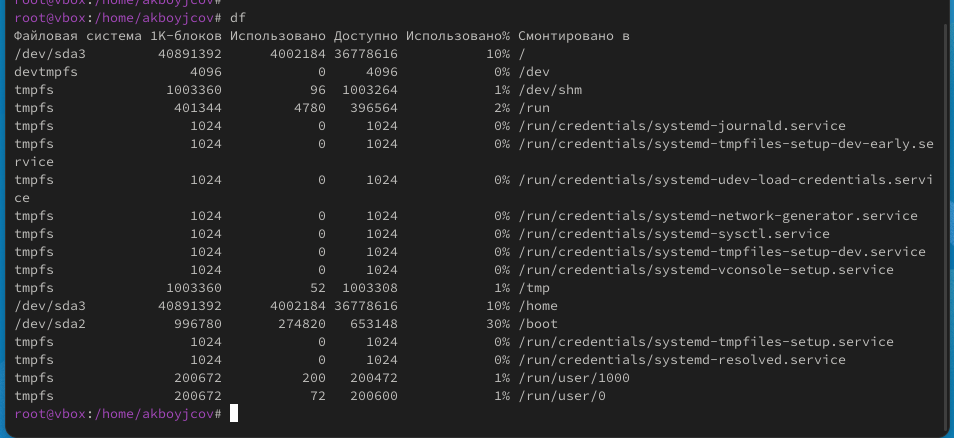 root@vbox:/home/akboyjcov#
root@vbox:/home/akboyjcov# df
Файловая система 1K-блоков Использовано Доступно Использовано% Смонтировано в
/dev/sda3 40891392 4002184 36778616 10% /
devtmpfs 4096 0 4096 0% /dev
tmpfs 1003360 96 1003264 1% /dev/shm
tmpfs 401344 4780 396564 2% /run
tmpfs 1024 0 1024 0% /run/credentials/systemd-journald.service
tmpfs 1024 0 1024 0% /run/credentials/systemd-tmpfiles-setup-dev-early.se
rvice
tmpfs 1024 0 1024 0% /run/credentials/systemd-udev-load-credentials.servi
ce
tmpfs 1024 0 1024 0% /run/credentials/systemd-network-generator.service
tmpfs 1024 0 1024 0% /run/credentials/systemd-sysctl.service
tmpfs 1024 0 1024 0% /run/credentials/systemd-tmpfiles-setup-dev.service
tmpfs 1024 0 1024 0% /run/credentials/systemd-vconsole-setup.service
tmpfs 1003360 52 1003308 1% /tmp
/dev/sda3 40891392 4002184 36778616 10% /home
/dev/sda2 996780 274820 653148 30% /boot
tmpfs 1024 0 1024 0% /run/credentials/systemd-tmpfiles-setup.service
tmpfs 1024 0 1024 0% /run/credentials/systemd-resolved.service
tmpfs 200672 200 200472 1% /run/user/1000
tmpfs 200672 72 200600 1% /run/user/0
root@vbox:/home/akboyjcov#